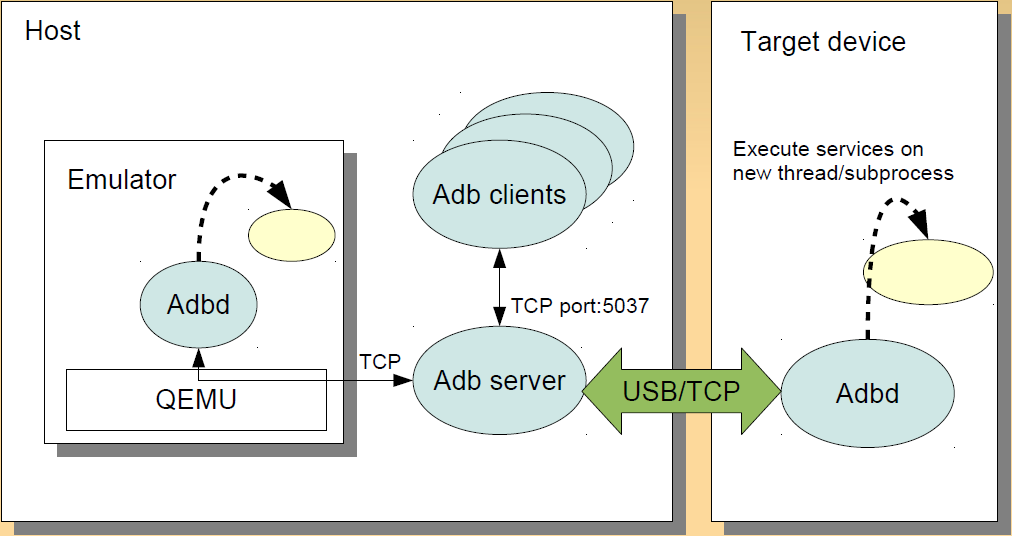 Host
Target device
Execute services on
new thread/subprocess
Emulator
Adb clients
Adbd
TCP port:5037
TCP
QEMU
Adb server
USB/TCP
Adbd